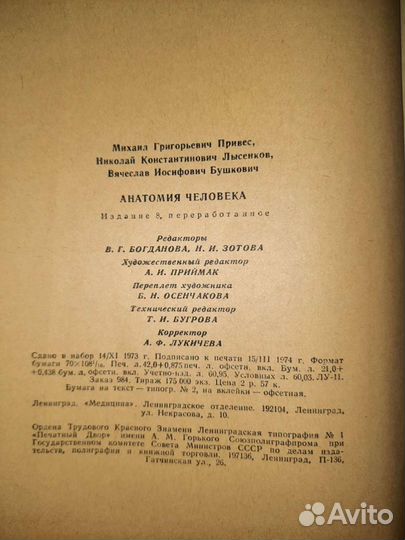 Михаил Григорьевич Привес,
Николай Константинович Лысенков,
Вячеслав Иосифович Бушкович
АНАТОМИЯ ЧЕЛОВЕКА
Издание 8, переработанное
Редакторы
В. Г. БОГДАНОВА, Н. И. ЗОТОВА
Художественный редактор
А. И. ПРИЙМАК
Переплет художника
Б. Н. ОСЕНЧАКОВА
Технический редактор
Т. И. БУГРОВА
Корректор
А. Ф. ЛУКИЧЕВА
Сдано в набор 14/XI 1973 г. Подписано к печати 15/III 1974 г. Формат
бумаги 70×108¹/₁₆. Печ. л. 42,0+0,875 печ. л. офсетн. вкл. Бум. л. 21,0+
+0,438 бум. л. офсетн. вкл. Учетно-изд. л. 60,95. Условных л. 60,03. ЛУ-11.
Заказ 984. Тираж 175 000 экз. Цена 2 р. 57 к.
Бумага на текст — типогр. № 2, на вклейки — офсетная.
Ленинград. «Медицина». Ленинградское отделение. 192104, Ленинград,
ул. Некрасова, д. 10.
Ордена Трудового Красного Знамени Ленинградская типография № 1
«Печатный Двор» имени А. М. Горького Союзполиграфпрома при
Государственном комитете Совета Министров СССР по делам изда-
тельств, полиграфии и книжной торговли. 197136, Ленинград, П-136,
Гатчинская ул., 26.
Avito